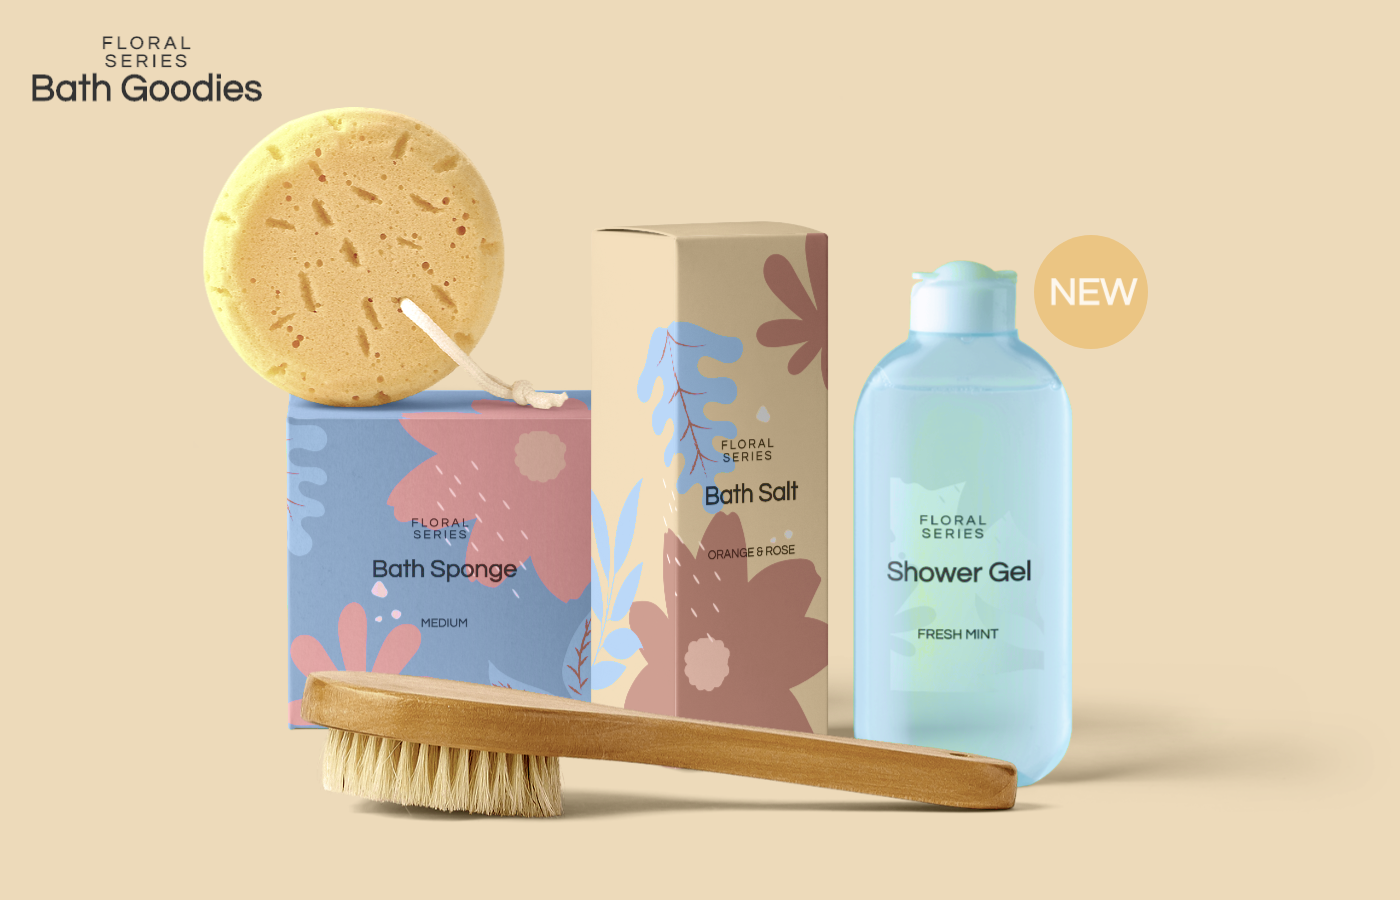 FLORAL
SERIES
Bath Goodies
NEW
FLORAL
SERIES
Bath Sponge
MEDIUM
FLORAL
SERIES
Bath Salt
ORANGE & ROSE
FLORAL
SERIES
Shower Gel
FRESH MINT